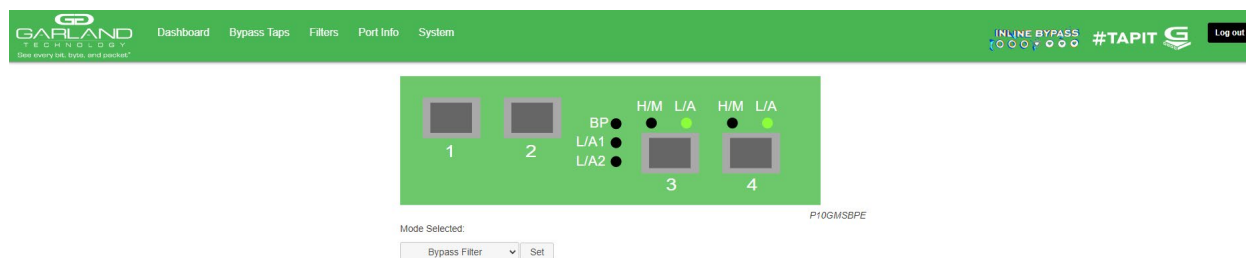 GARLAND
TECHNOLOGY
See every bit, byte, and packet®
Dashboard Bypass Taps Filters Port Info System
INLINE BYPASS
#TAPIT
Log out
H/M L/A H/M L/A
BP
L/A1
L/A2
1 2
3 4
P10GMSBPE
Mode Selected:
Bypass Filter Set